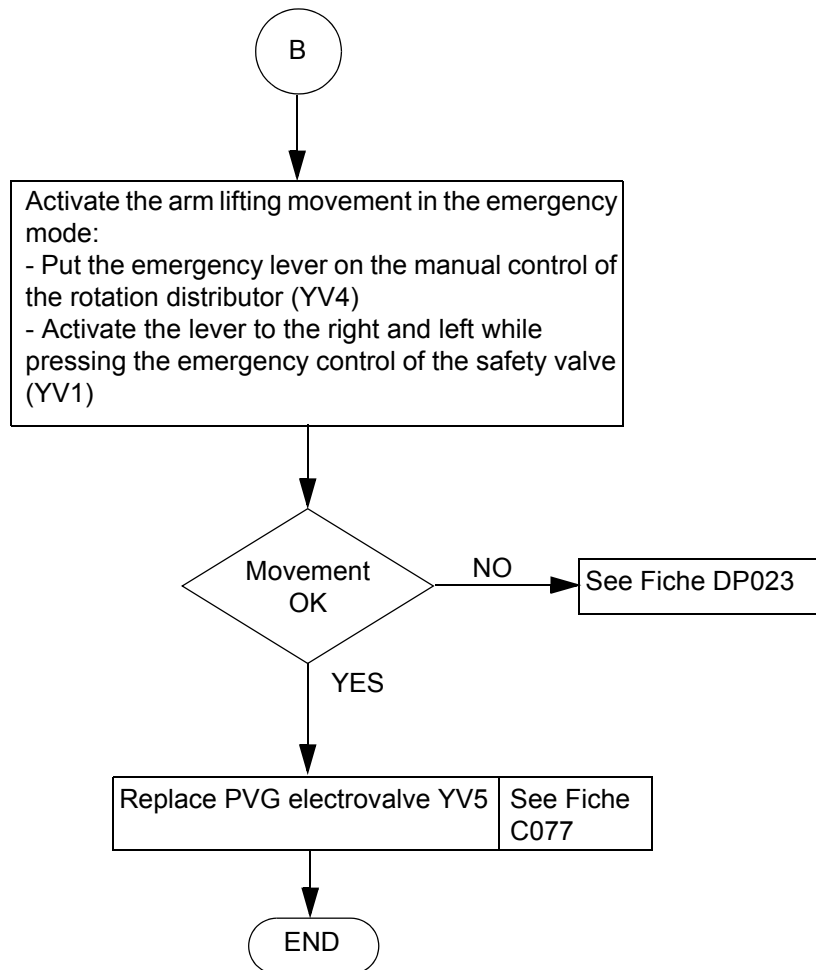 B
Activate the arm lifting movement in the emergency
mode:
- Put the emergency lever on the manual control of
the rotation distributor (YV4)
- Activate the lever to the right and left while
pressing the emergency control of the safety valve
(YV1)
Movement
OK
NO
See Fiche DP023
YES
Replace PVG electrovalve YV5
See Fiche
C077
END